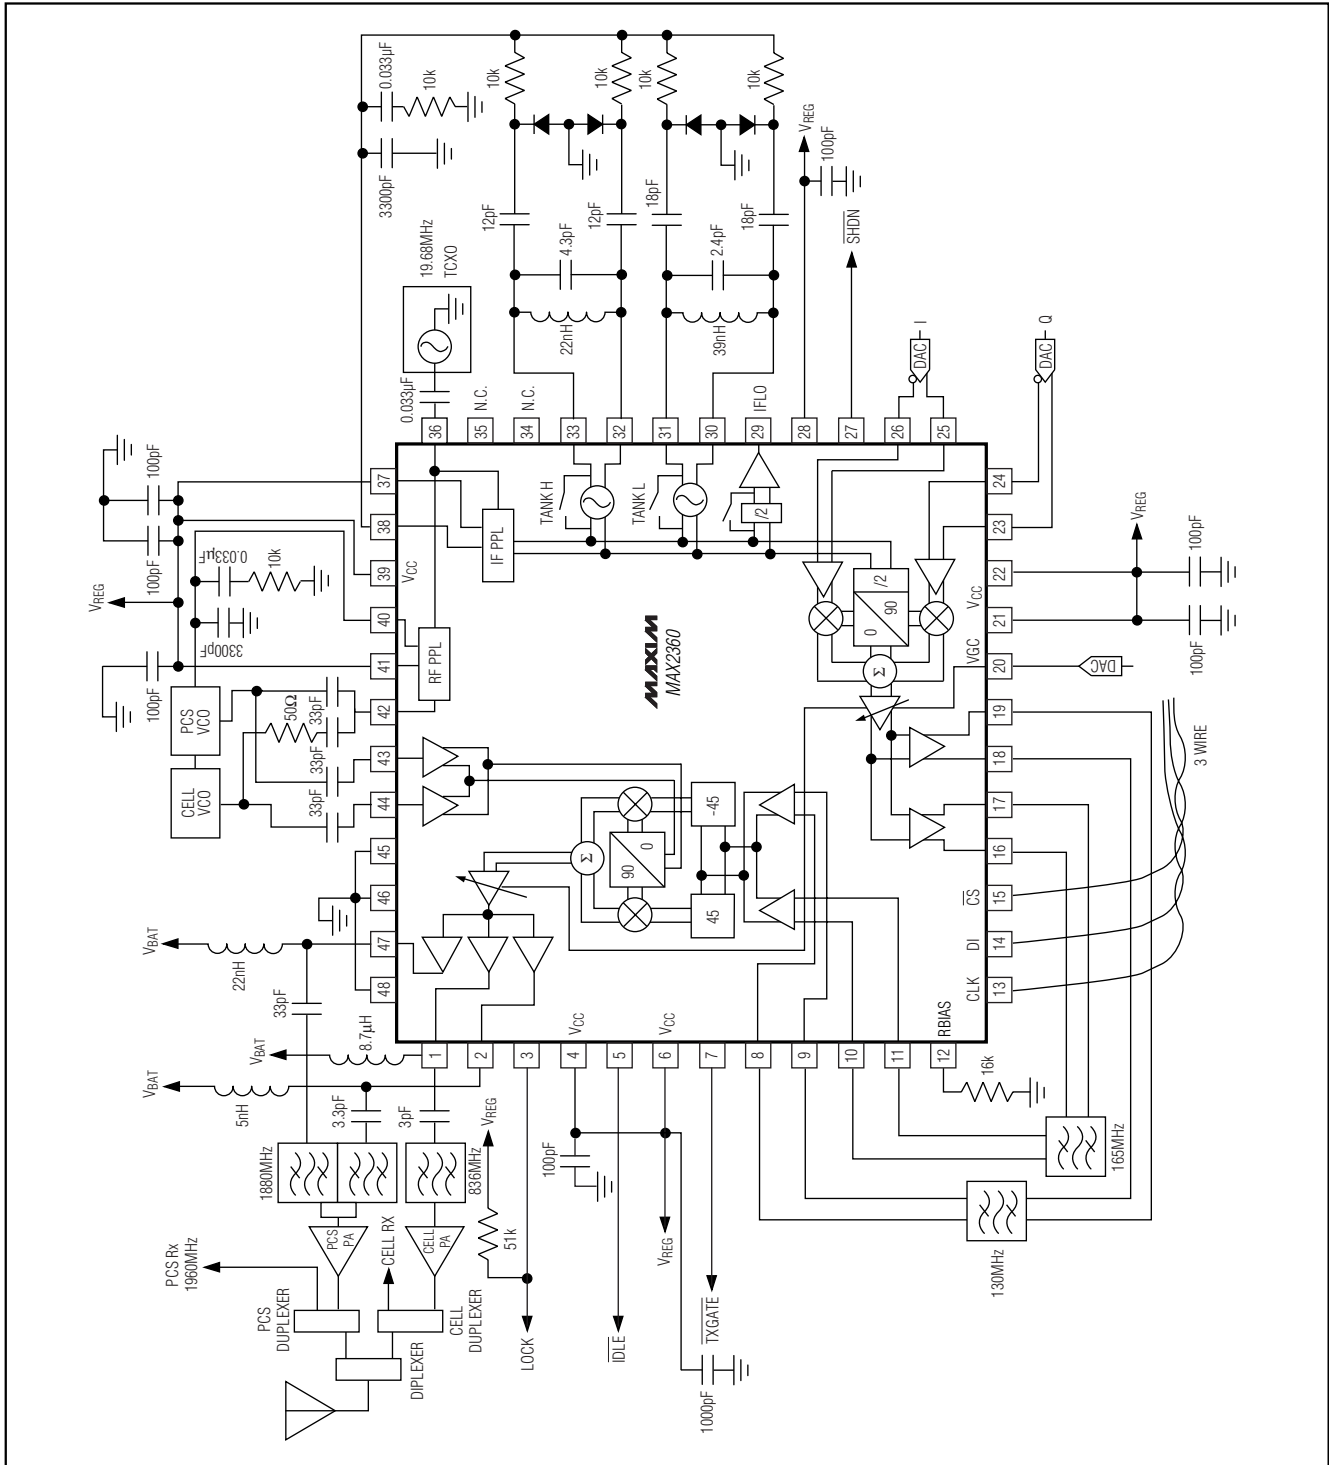 0.033µF
10k
3300pF
19.68MHz
TCXO
0.033µF
10k
10k
10k
10k
12pF
12pF
18pF
18pF
4.3pF
2.4pF
22nH
39nH
VREG
100pF
SHDN
DAC
I
DAC
Q
N.C.
N.C.
IFLO
36
35
34
33
32
31
30
29
28
27
26
25
100pF
100pF
VREG
0.033µF
10k
3300pF
100pF
PCS
VCO
CELL
VCO
50Ω
33pF
33pF
33pF
37
38
39
40
41
42
43
44
45
46
47
48
VCC
IF PPL
RF PPL
TANK H
TANK L
/2
/2
0
90
Σ
MAXIM
MAX2360
VGC
VCC
24
23
22
21
20
19
18
17
16
15
14
13
VREG
100pF
100pF
DAC
3 WIRE
CS
DI
CLK
-45
45
0
90
Σ
VBAT
22nH
33pF
VBAT
8.7µH
VBAT
5nH
3.3pF
3pF
1
2
3
4
5
6
7
8
9
10
11
12
VCC
VCC
RBIAS
16k
1880MHz
836MHz
PCS
PA
CELL
PA
PCS Rx
1960MHz
CELL RX
PCS
DUPLEXER
CELL
DUPLEXER
DIPLEXER
VREG
51k
LOCK
100pF
IDLE
VREG
TXGATE
1000pF
165MHz
130MHz